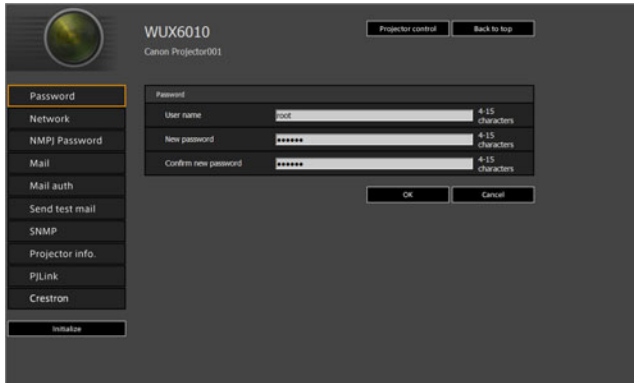 WUX6010
Projector control
Back to top
Canon Projector001
Password
Network
NMPJ Password
Mail
Mail auth
Send test mail
SNMP
Projector info.
PJLink
Crestron
Initialize
Password
User name
root
4-15
characters
New password
••••••
4-15
characters
Confirm new password
••••••
4-15
characters
OK
Cancel